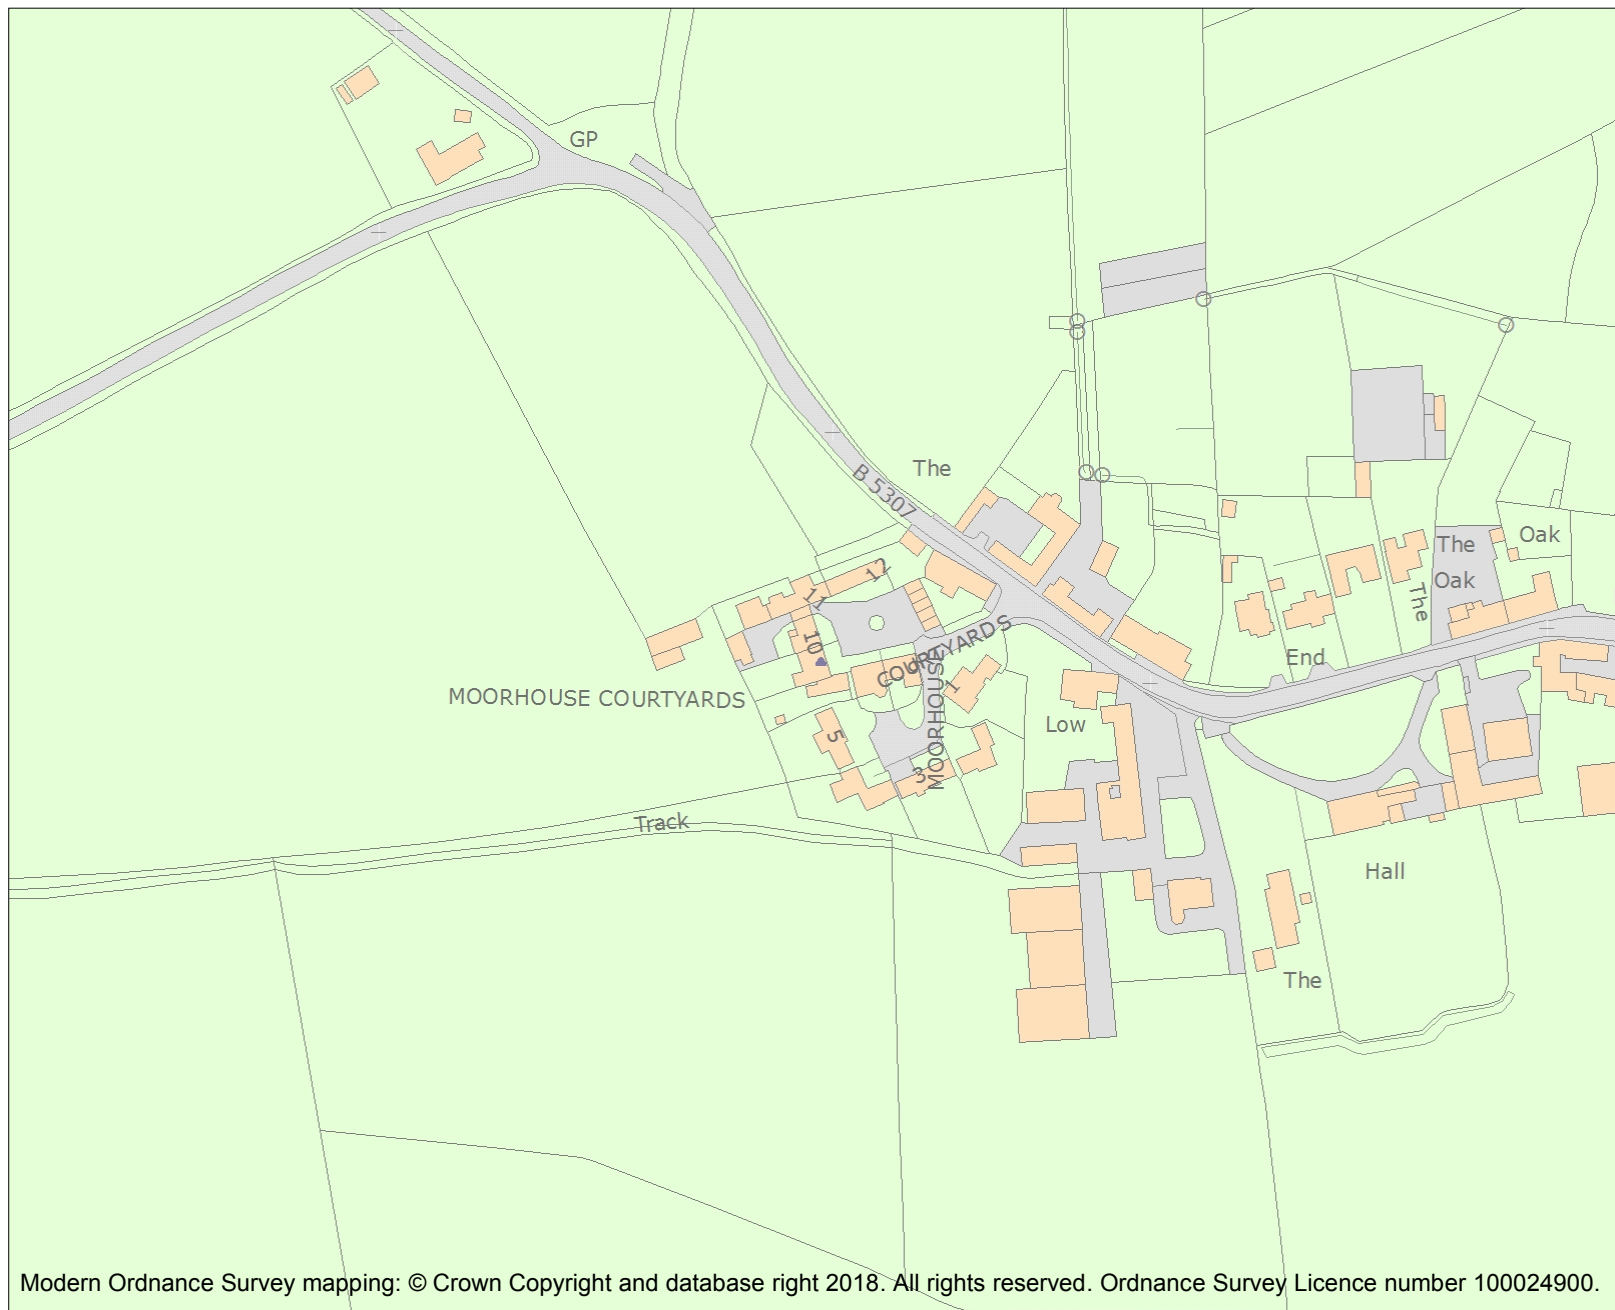 GP
The
B 5307
The
Oak
Oak
The
12
11
10
COURTYARDS
End
MOORHOUSE COURTYARDS
1
MOORHOUSE
Low
5
3
Track
Hall
The
Modern Ordnance Survey mapping: © Crown Copyright and database right 2018. All rights reserved. Ordnance Survey Licence number 100024900.